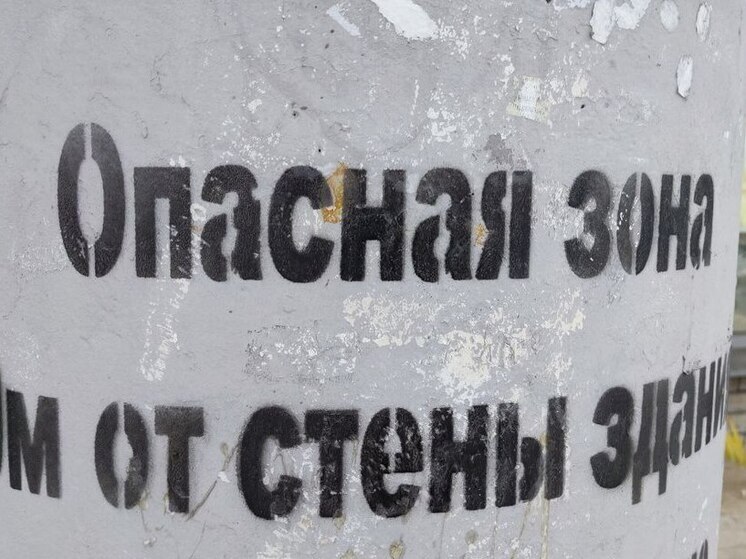 Опасная зона
м от стены здани